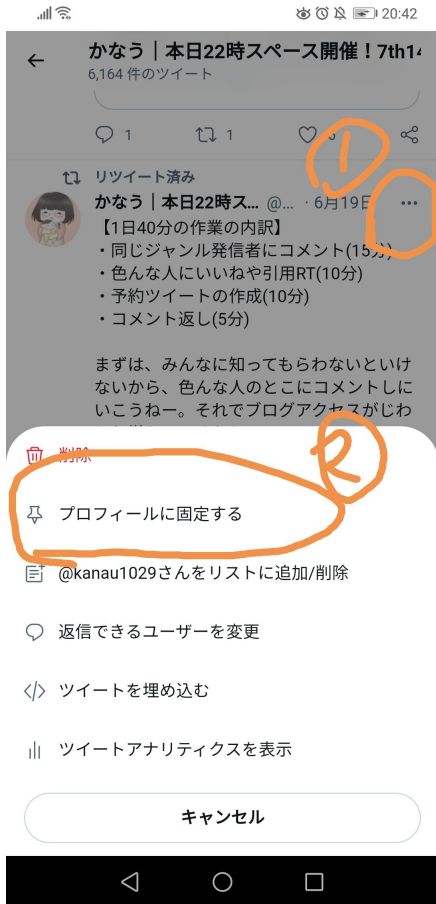 20:42
かなう｜本日22時スペース開催！7th14
6,164 件のツイート
1 1
リツイート済み
かなう｜本日22時ス… @… · 6月19日
【1日40分の作業の内訳】
・同じジャンル発信者にコメント(15分)
・色んな人にいいねや引用RT(10分)
・予約ツイートの作成(10分)
・コメント返し(5分)
まずは、みんなに知ってもらわないといけ
ないから、色んな人のとこにコメントしに
いこうねー。それでブログアクセスがじわ
①
②
削除
プロフィールに固定する
@kanau1029さんをリストに追加/削除
返信できるユーザーを変更
ツイートを埋め込む
ツイートアナリティクスを表示
キャンセル